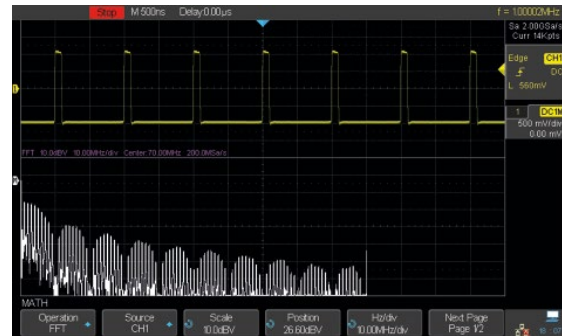 Stop M 500ns Delay:0.00μs f = 1.00002MHz
Sa 2.00GSa/s
Curr 14Kpts
Edge CH1
DC
L 560mV
1 DC1M
500 mV/div
0.00 mV
FFT 10.0dBV 10.00MHz/div Center:70.00MHz 200.0MSa/s
MATH
Operation Source Scale Position Hz/div Next Page
FFT CH1 10.0dBV 26.60dBV 10.00MHz/div Page 1/2